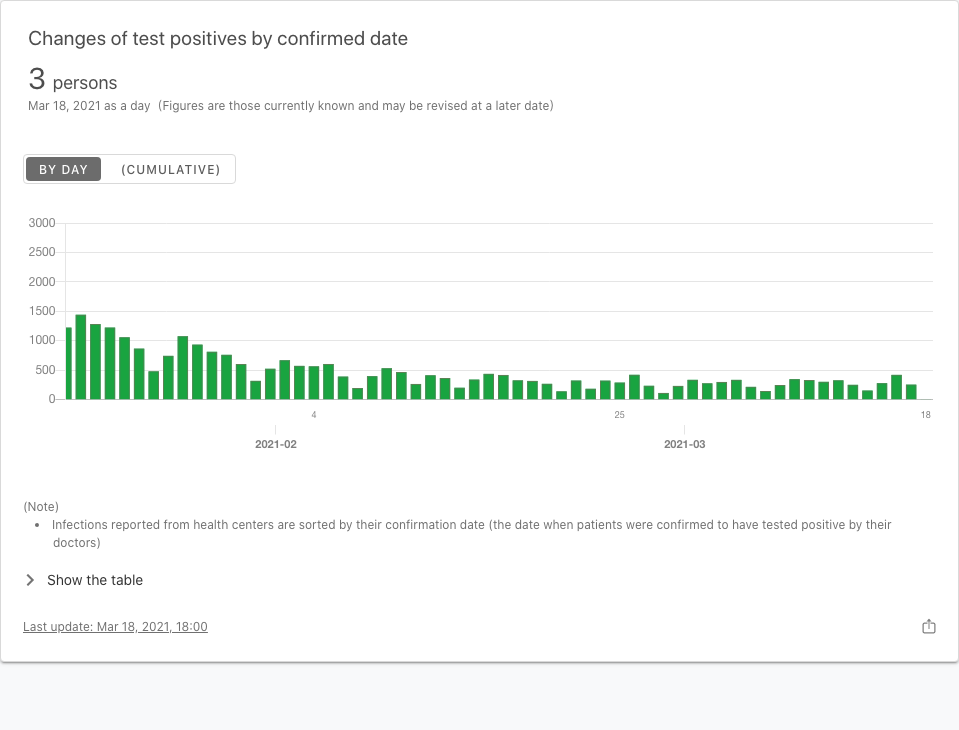 Changes of test positives by confirmed date
3 persons
Mar 18, 2021 as a day (Figures are those currently known and may be revised at a later date)
BY DAY (CUMULATIVE)
3000
2500
2000
1500
1000
500
0
4 25 18
2021-02 2021-03
(Note)
• Infections reported from health centers are sorted by their confirmation date (the date when patients were confirmed to have tested positive by their
doctors)
Show the table
Last update: Mar 18, 2021, 18:00